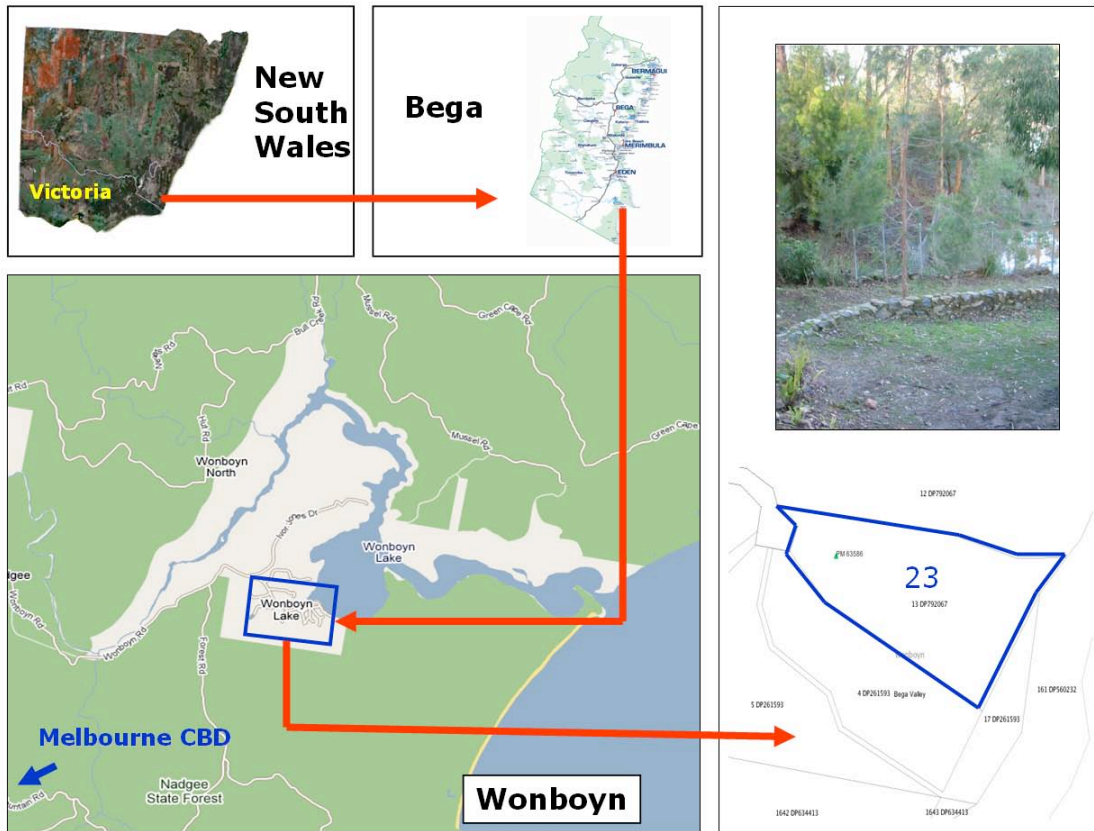 New
South
Wales
Victoria
Bega
BERMAGUI
BEGA
MERIMBULA
EDEN
Bull Creek Rd
Mussel Rd
Green Cape Rd
Hut Rd
Mussel Rd
Green Cape
Wonboyn
North
Ivor Jones Dr
Wonboyn
Lake
Wonboyn
Lake
Wonboyn Rd
Wonboyn Rd
Forest Rd
Melbourne CBD
Nadgee
State Forest
Wonboyn
12 DP792067
PM 63586
23
13 DP792067
4 DP261593
Bega Valley
5 DP261593
161 DP560232
17 DP261593
1642 DP634413
1643 DP634413